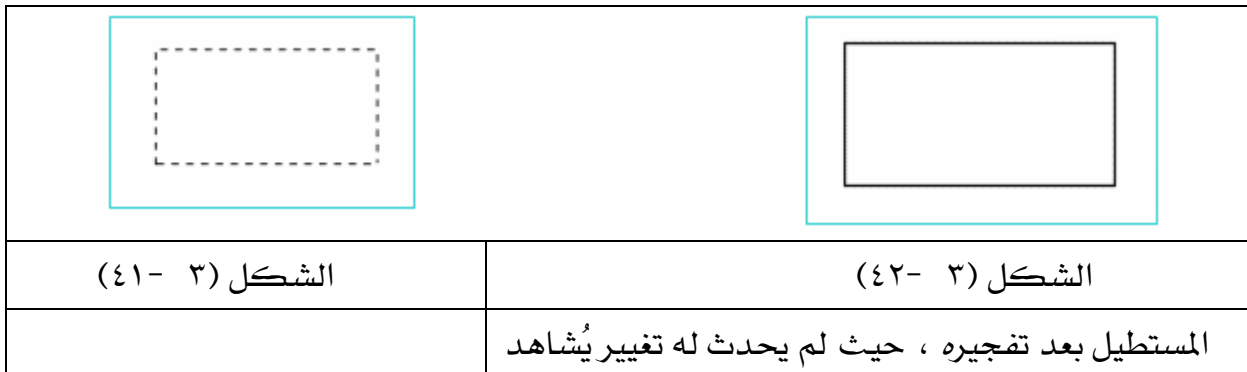 الشكل (٣ -٤٢)
الشكل (٣ -٤١)
المستطيل بعد تفجيره ، حيث لم يحدث له تغيير يُشاهد